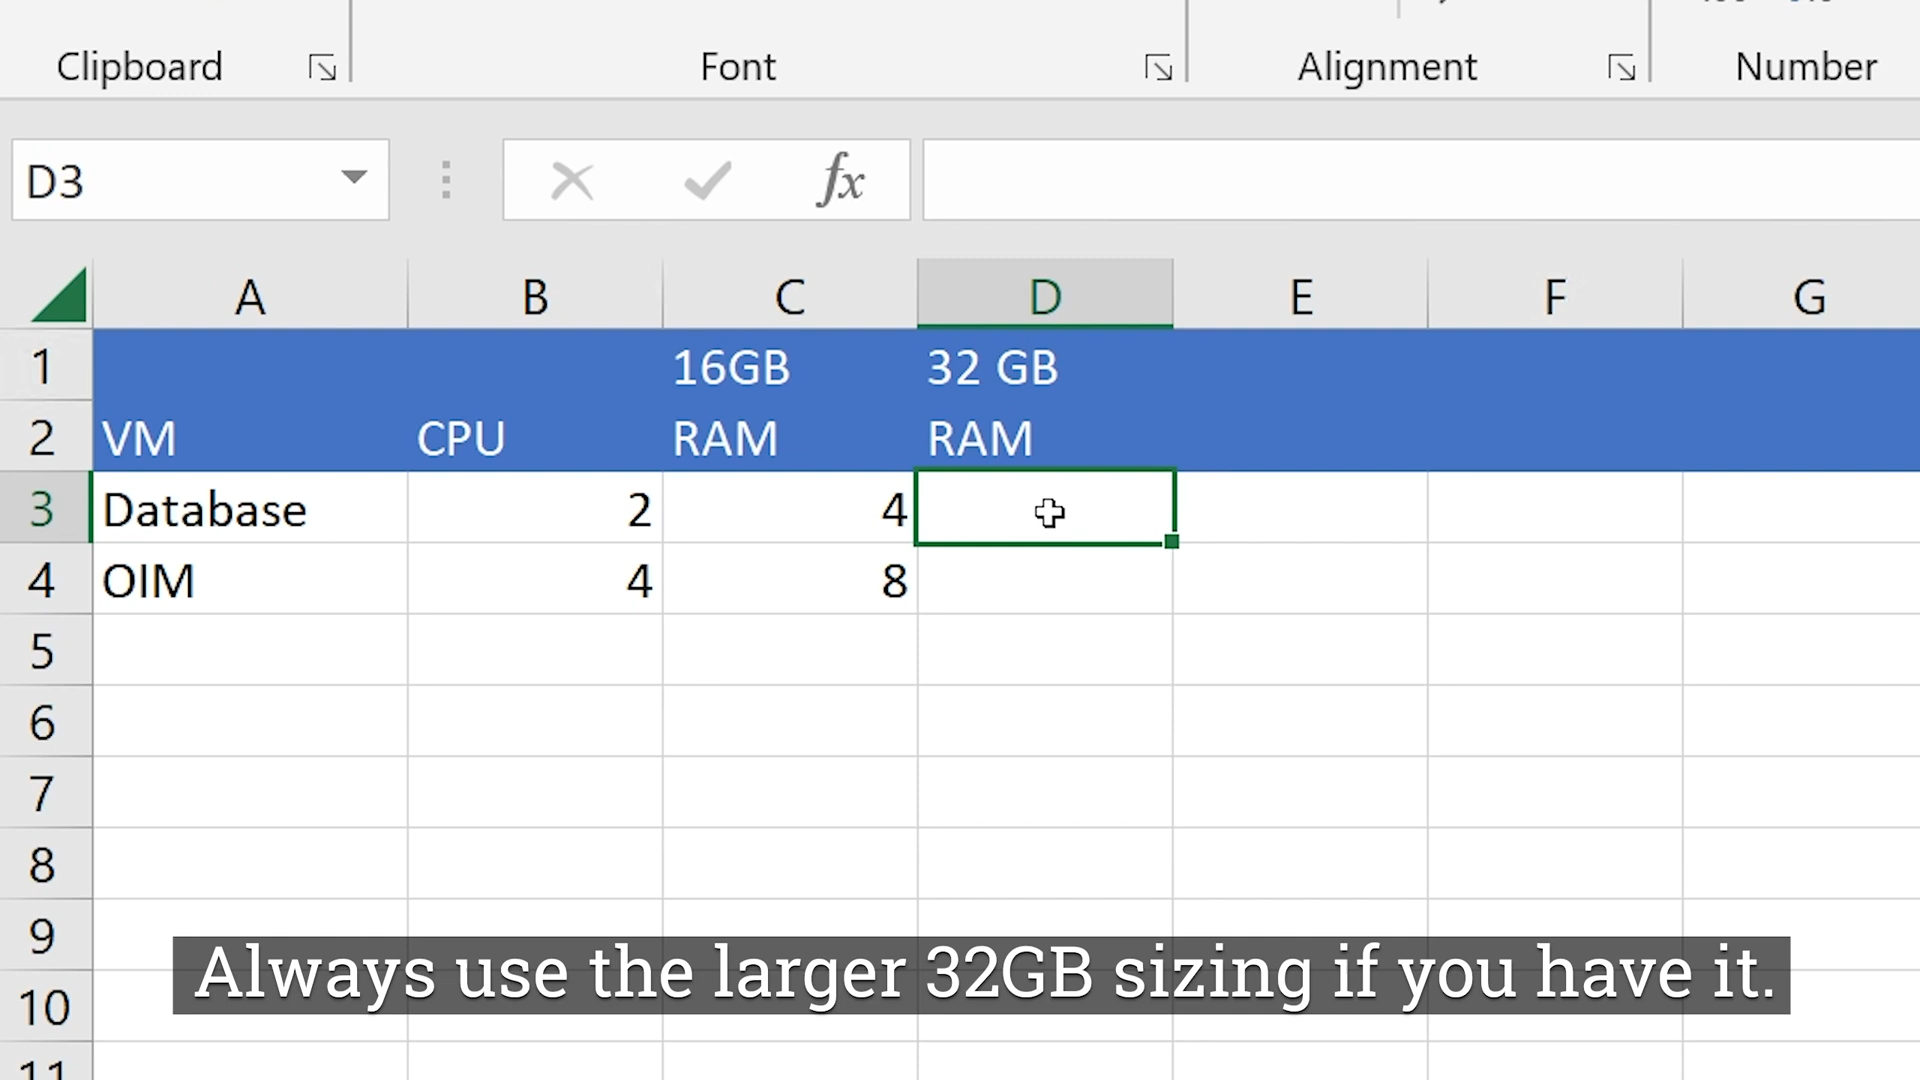 Clipboard Font Alignment Number
D3 fx
A B C D E F G
1 16GB 32 GB
2 VM CPU RAM RAM
3 Database 2 4
4 OIM 4 8
5
6
7
8
9
Always use the larger 32GB sizing if you have it.
10
11